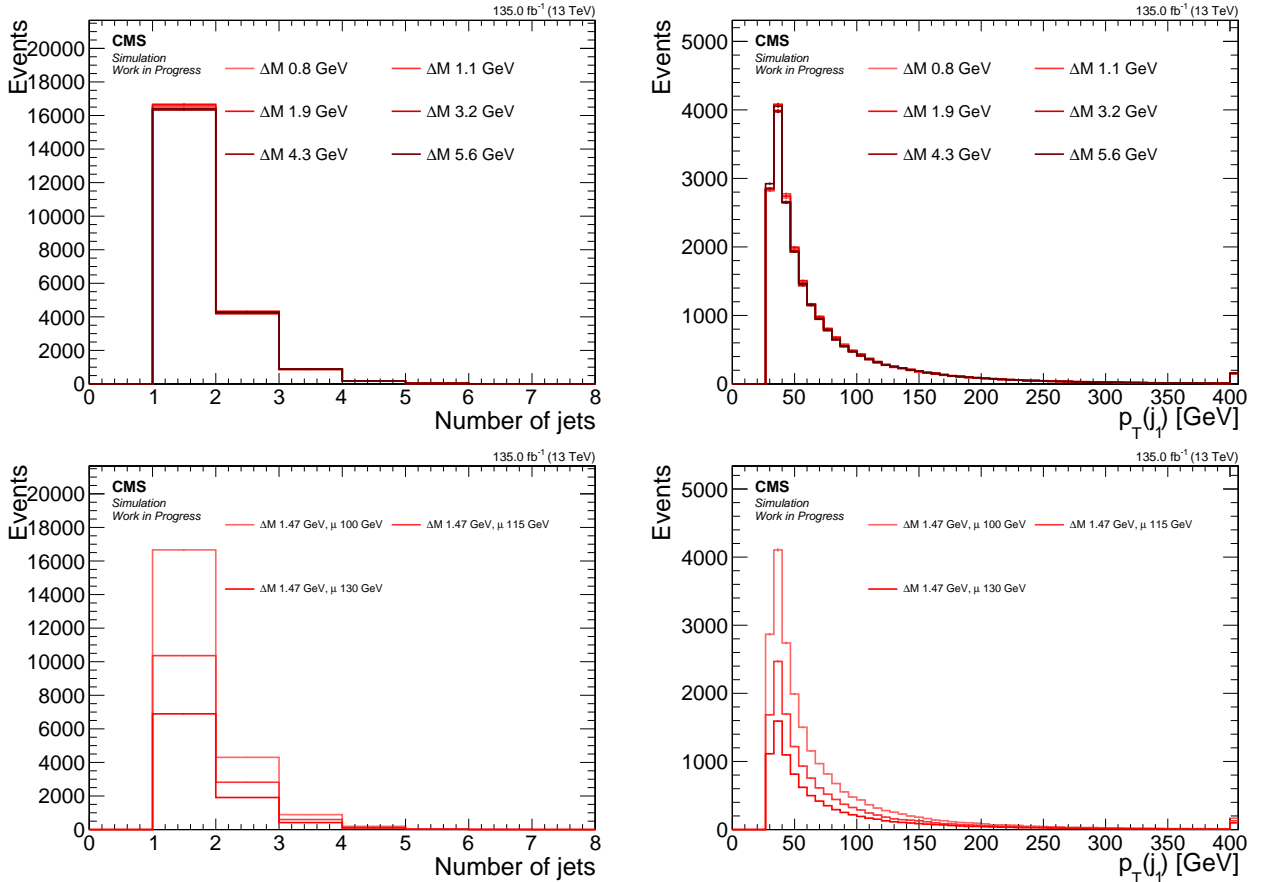 135.0 fb⁻¹ (13 TeV)
Events
20000
18000
16000
14000
12000
10000
8000
6000
4000
2000
0
CMS
Simulation
Work in Progress
ΔM 0.8 GeV
ΔM 1.1 GeV
ΔM 1.9 GeV
ΔM 3.2 GeV
ΔM 4.3 GeV
ΔM 5.6 GeV
0 1 2 3 4 5 6 7 8
Number of jets
135.0 fb⁻¹ (13 TeV)
Events
5000
4000
3000
2000
1000
0
CMS
Simulation
Work in Progress
ΔM 0.8 GeV
ΔM 1.1 GeV
ΔM 1.9 GeV
ΔM 3.2 GeV
ΔM 4.3 GeV
ΔM 5.6 GeV
0 50 100 150 200 250 300 350 400
p_T(j_1) [GeV]
135.0 fb⁻¹ (13 TeV)
Events
20000
18000
16000
14000
12000
10000
8000
6000
4000
2000
0
CMS
Simulation
Work in Progress
ΔM 1.47 GeV, μ 100 GeV
ΔM 1.47 GeV, μ 115 GeV
ΔM 1.47 GeV, μ 130 GeV
0 1 2 3 4 5 6 7 8
Number of jets
135.0 fb⁻¹ (13 TeV)
Events
5000
4000
3000
2000
1000
0
CMS
Simulation
Work in Progress
ΔM 1.47 GeV, μ 100 GeV
ΔM 1.47 GeV, μ 115 GeV
ΔM 1.47 GeV, μ 130 GeV
0 50 100 150 200 250 300 350 400
p_T(j_1) [GeV]